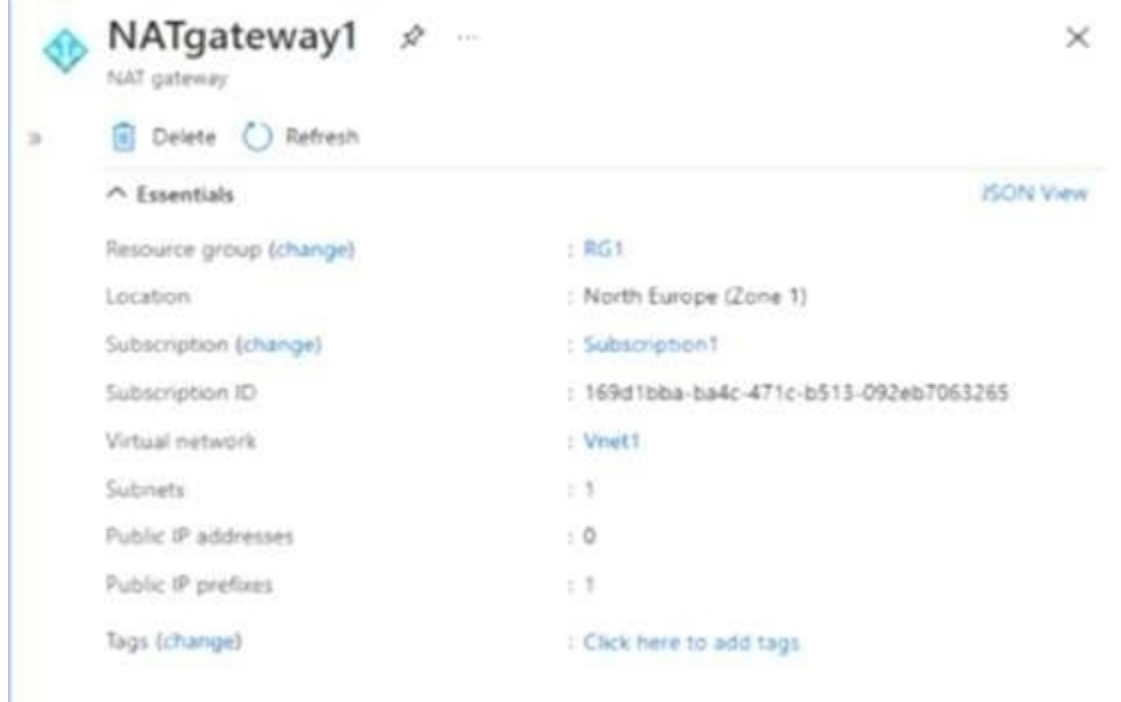 NATgateway1
NAT gateway
Delete Refresh
Essentials JSON View
Resource group (change) : RG1
Location : North Europe (Zone 1)
Subscription (change) : Subscription1
Subscription ID : 169d1bba-ba4c-471c-b513-092eb7063265
Virtual network : Vnet1
Subnets : 1
Public IP addresses : 0
Public IP prefixes : 1
Tags (change) : Click here to add tags